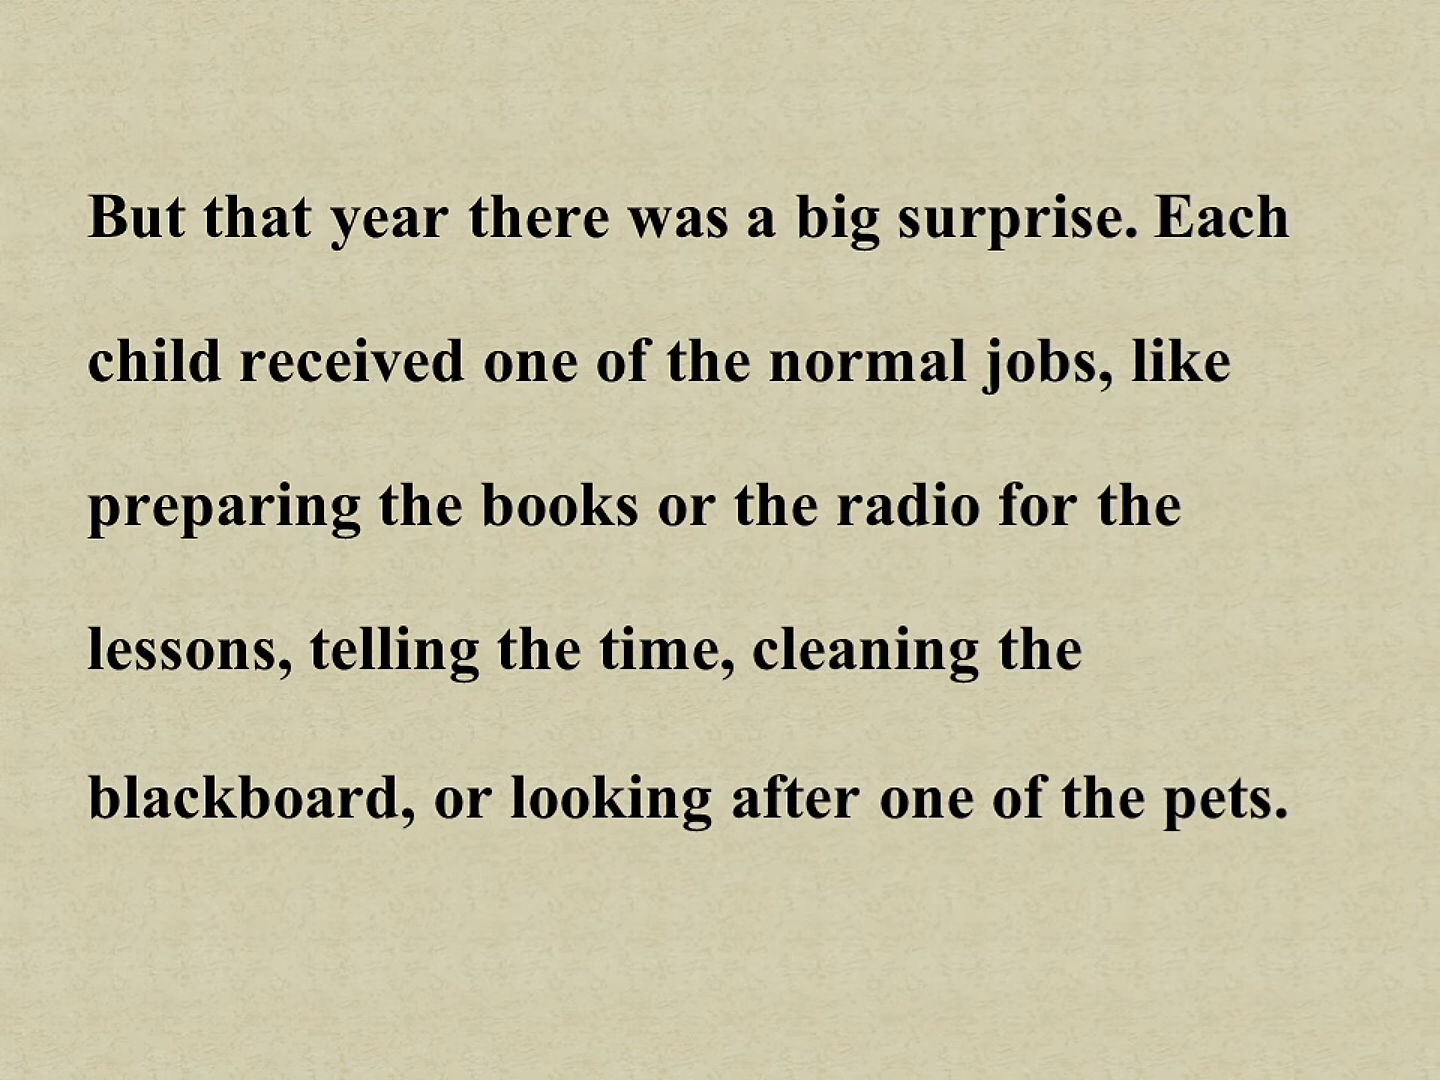 But that year there was a big surprise. Each
child received one of the normal jobs, like
preparing the books or the radio for the
lessons, telling the time, cleaning the
blackboard, or looking after one of the pets.